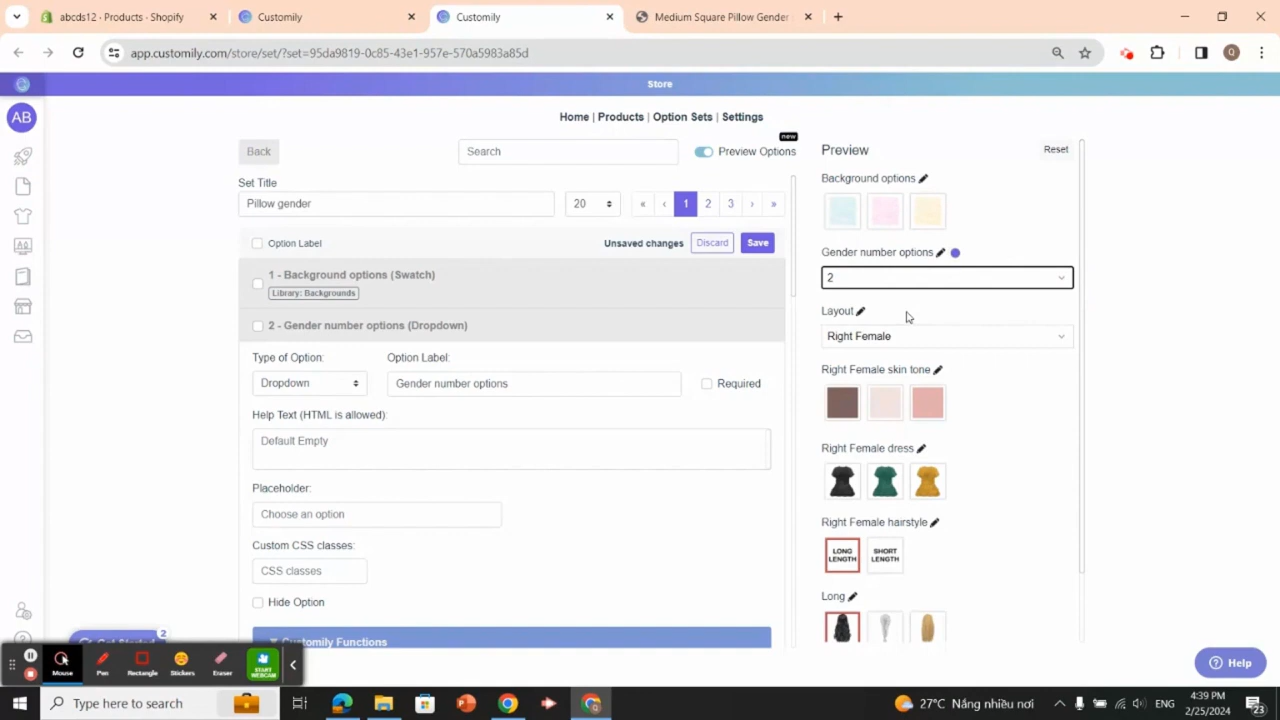 abcds12 · Products · Shopify
Customily
Customily
Medium Square Pillow Gender
app.customily.com/store/set/?set=95da9819-0c85-43e1-957e-570a5983a85d
Q
Store
AB
Home | Products | Option Sets | Settings
Back
Search
new
Preview Options
Set Title
Pillow gender
20
« ‹ 1 2 3 › »
Option Label
Unsaved changes
Discard
Save
1 - Background options (Swatch)
Library: Backgrounds
2 - Gender number options (Dropdown)
Type of Option:
Option Label:
Dropdown
Gender number options
Required
Help Text (HTML is allowed):
Default Empty
Placeholder:
Choose an option
Custom CSS classes:
CSS classes
Hide Option
Customily Functions
Preview
Reset
Background options
Gender number options
2
Layout
Right Female
Right Female skin tone
Right Female dress
Right Female hairstyle
LONG
LENGTH
SHORT
LENGTH
Long
Get Started
2
Mouse
Pen
Rectangle
Stickers
Eraser
START
WEBCAM
Help
Type here to search
27°C Nắng nhiều nơi
ENG
4:39 PM
2/25/2024
23